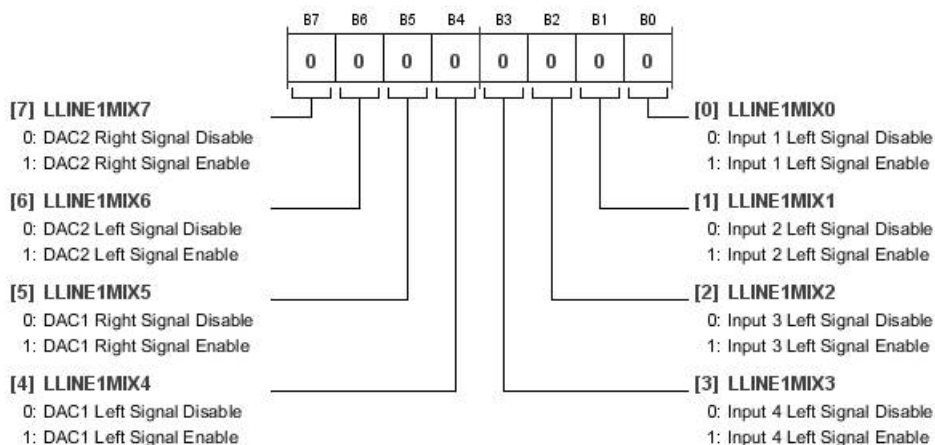 B7 B6 B5 B4 B3 B2 B1 B0
0 0 0 0 0 0 0 0
[7] LLINE1MIX7
0: DAC2 Right Signal Disable
1: DAC2 Right Signal Enable
[6] LLINE1MIX6
0: DAC2 Left Signal Disable
1: DAC2 Left Signal Enable
[5] LLINE1MIX5
0: DAC1 Right Signal Disable
1: DAC1 Right Signal Enable
[4] LLINE1MIX4
0: DAC1 Left Signal Disable
1: DAC1 Left Signal Enable
[0] LLINE1MIX0
0: Input 1 Left Signal Disable
1: Input 1 Left Signal Enable
[1] LLINE1MIX1
0: Input 2 Left Signal Disable
1: Input 2 Left Signal Enable
[2] LLINE1MIX2
0: Input 3 Left Signal Disable
1: Input 3 Left Signal Enable
[3] LLINE1MIX3
0: Input 4 Left Signal Disable
1: Input 4 Left Signal Enable